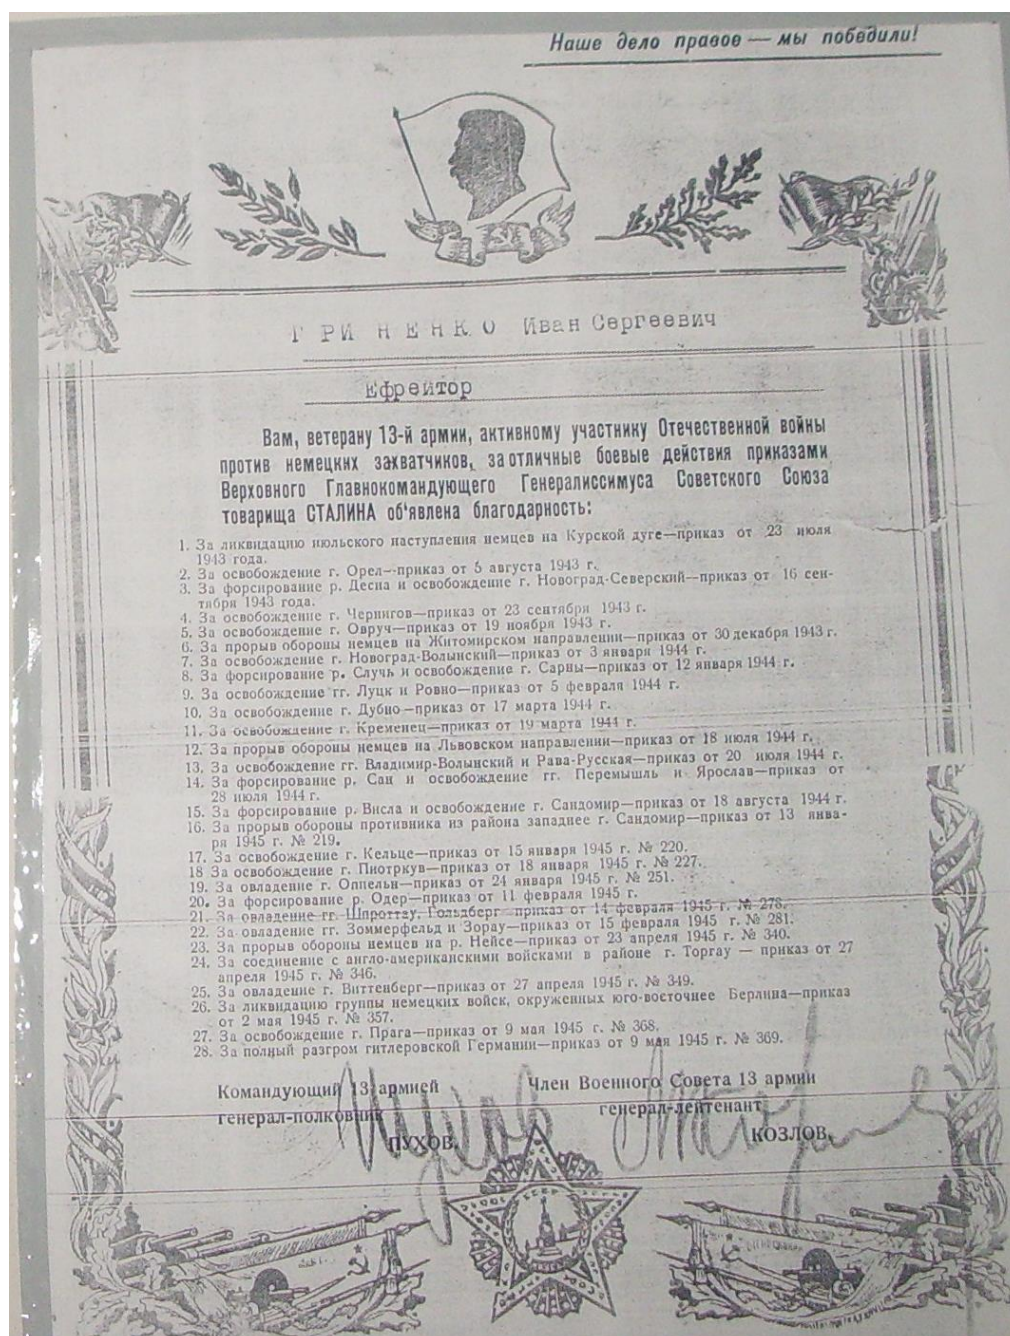 Наше дело правое — мы победили!
ГРИНЕНКО Иван Сергеевич
Ефрейтор
Вам, ветерану 13-й армии, активному участнику Отечественной войны
против немецких захватчиков, за отличные боевые действия приказами
Верховного Главнокомандующего Генералиссимуса Советского Союза
товарища СТАЛИНА об'явлена благодарность:
1. За ликвидацию июльского наступления немцев на Курской дуге—приказ от 23 июля
1943 года.
2. За освобождение г. Орел—приказ от 5 августа 1943 г.
3. За форсирование р. Десна и освобождение г. Новоград-Северский—приказ от 16 сен-
тября 1943 года.
4. За освобождение г. Чернигов—приказ от 23 сентября 1943 г.
5. За освобождение г. Овруч—приказ от 19 ноября 1943 г.
6. За прорыв обороны немцев на Житомирском направлении—приказ от 30 декабря 1943 г.
7. За освобождение г. Новоград-Волынский—приказ от 3 января 1944 г.
8. За форсирование р. Случь и освобождение г. Сарны—приказ от 12 января 1944 г.
9. За освобождение гг. Луцк и Ровно—приказ от 5 февраля 1944 г.
10. За освобождение г. Дубно—приказ от 17 марта 1944 г.
11. За освобождение г. Кременец—приказ от 19 марта 1944 г.
12. За прорыв обороны немцев на Львовском направлении—приказ от 18 июля 1944 г.
13. За освобождение гг. Владимир-Волынский и Рава-Русская—приказ от 20 июля 1944 г.
14. За форсирование р. Сан и освобождение гг. Перемышль и Ярослав—приказ от
28 июля 1944 г.
15. За форсирование р. Висла и освобождение г. Сандомир—приказ от 18 августа 1944 г.
16. За прорыв обороны противника из района западнее г. Сандомир—приказ от 13 янва-
ря 1945 г. № 219.
17. За освобождение г. Кельце—приказ от 15 января 1945 г. № 220.
18 За освобождение г. Пиотркув—приказ от 18 января 1945 г. № 227.
19. За овладение г. Оппельн—приказ от 24 января 1945 г. № 251.
20. За форсирование р. Одер—приказ от 11 февраля 1945 г.
21. За овладение гг. Шпроттау, Гольдберг—приказ от 14 февраля 1945 г. № 278.
22. За овладение гг. Зоммерфельд и Зорау—приказ от 15 февраля 1945 г. № 281.
23. За прорыв обороны немцев на р. Нейсе—приказ от 23 апреля 1945 г. № 340.
24. За соединение с англо-американскими войсками в районе г. Торгау — приказ от 27
апреля 1945 г. № 346.
25. За овладение г. Виттенберг—приказ от 27 апреля 1945 г. № 349.
26. За ликвидацию группы немецких войск, окруженных юго-восточнее Берлина—приказ
от 2 мая 1945 г. № 357.
27. За освобождение г. Прага—приказ от 9 мая 1945 г. № 368.
28. За полный разгром гитлеровской Германии—приказ от 9 мая 1945 г. № 369.
Командующий 13 армией
генерал-полковник
ПУХОВ.
Член Военного Совета 13 армии
генерал-лейтенант
КОЗЛОВ.